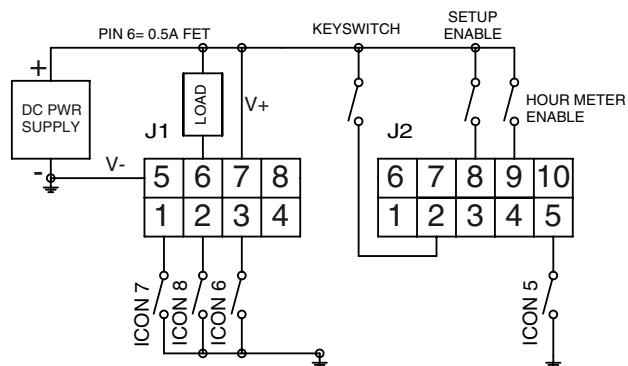 PIN 6= 0.5A FET
KEYSWITCH
SETUP
ENABLE
+
DC PWR
SUPPLY
-
LOAD
V+
HOUR METER
ENABLE
J1
J2
V-
5 6 7 8
1 2 3 4
6 7 8 9 10
1 2 3 4 5
ICON 7
ICON 8
ICON 6
ICON 5